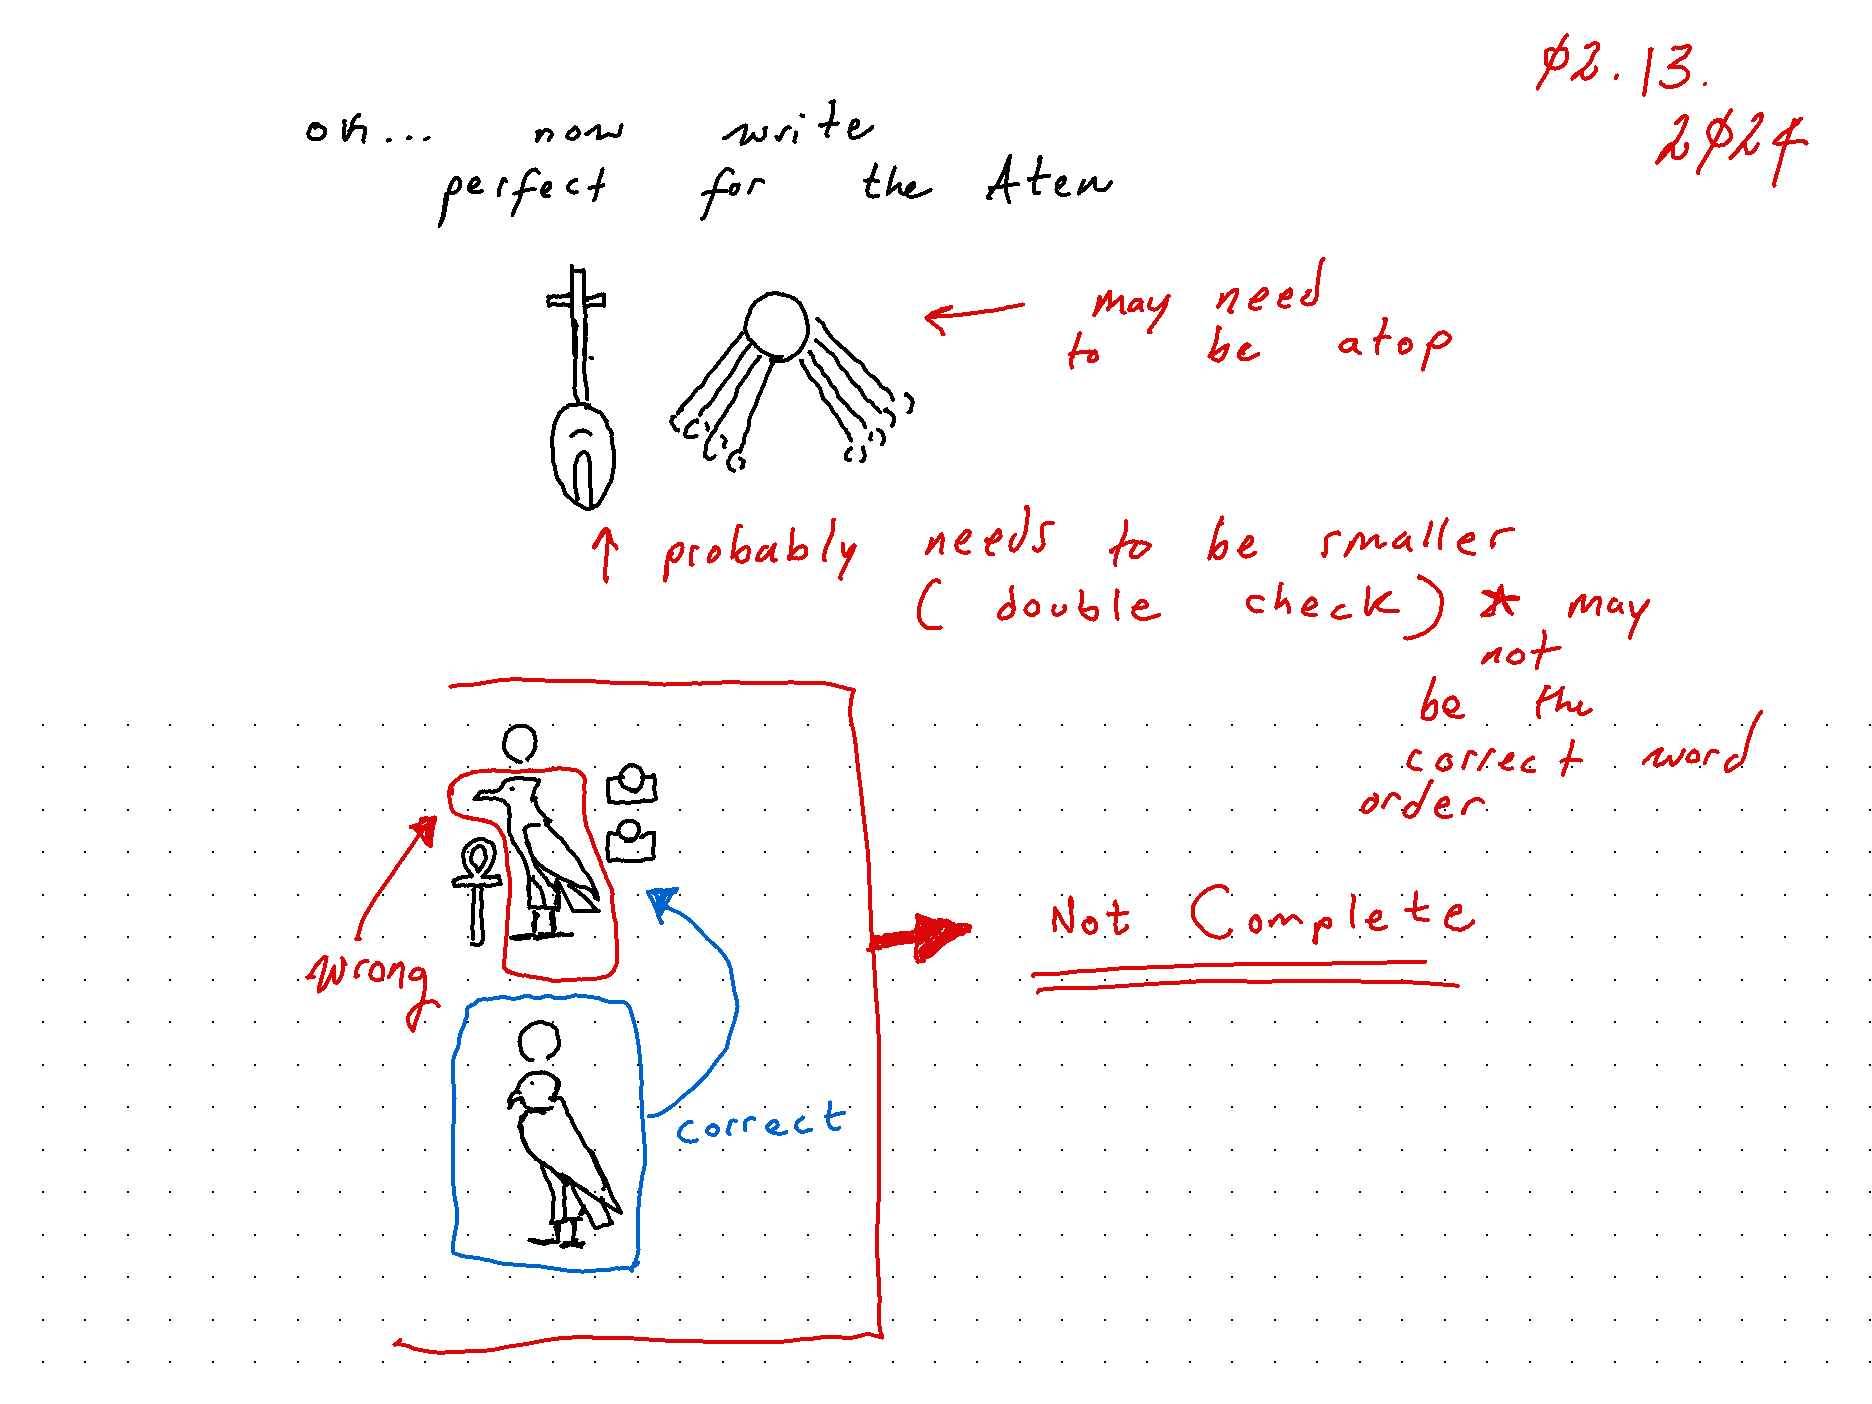 ø2.13.
2ø24
ok... now write
perfect for the Aten
may need
to be atop
probably needs to be smaller
(double check) * may
not
be the
correct word
order
wrong
Not Complete
correct